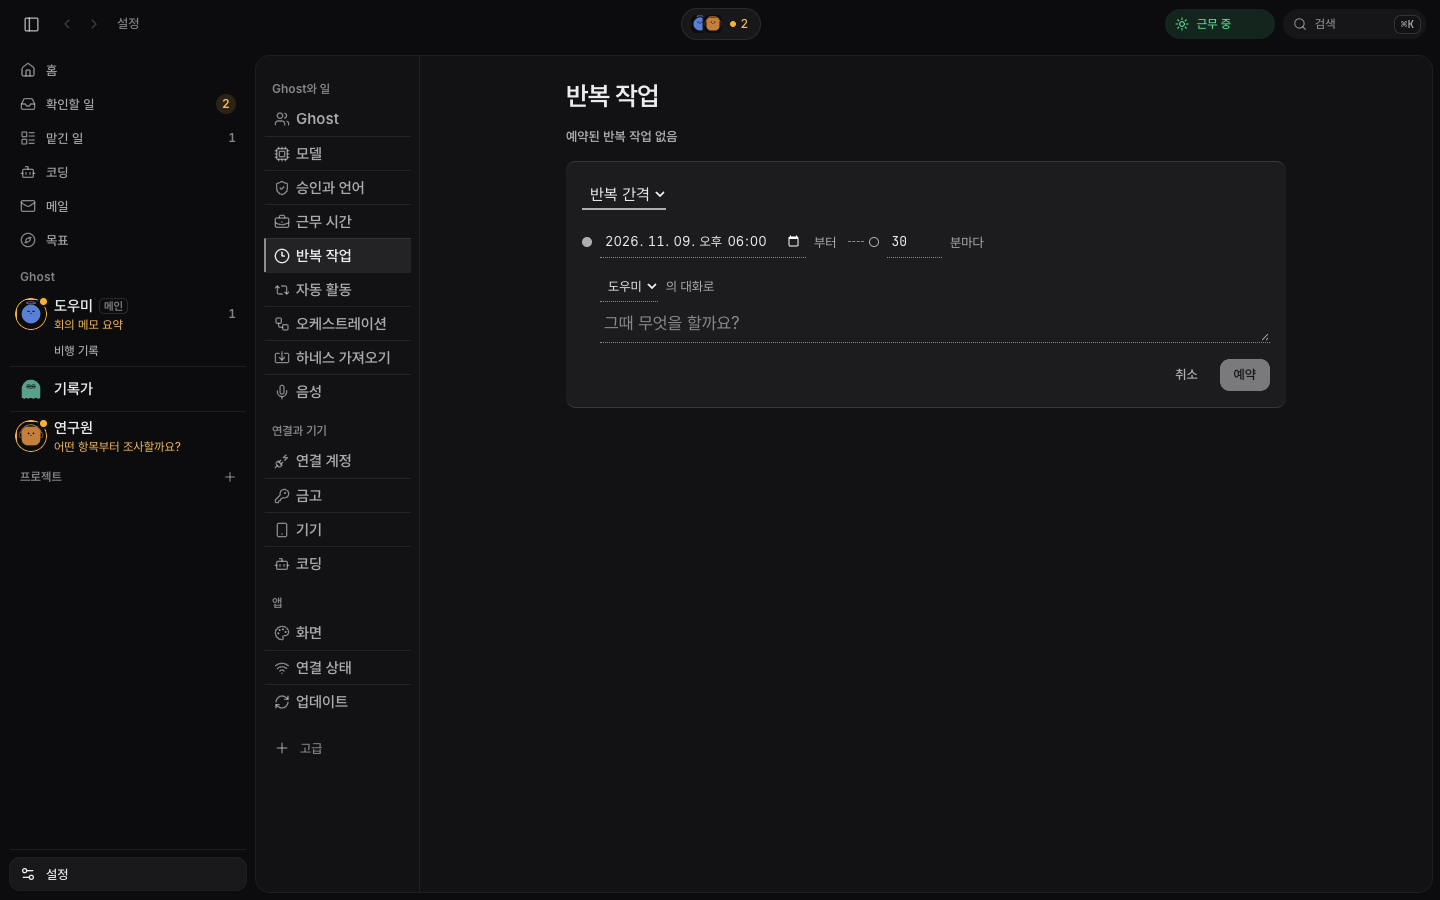 설정
2
근무 중
검색
⌘K
홈
확인할 일
2
맡긴 일
1
코딩
메일
목표
Ghost
도우미
메인
회의 메모 요약
1
비행 기록
기록가
연구원
어떤 항목부터 조사할까요?
프로젝트
설정
Ghost와 일
Ghost
모델
승인과 언어
근무 시간
반복 작업
자동 활동
오케스트레이션
하네스 가져오기
음성
연결과 기기
연결 계정
금고
기기
코딩
앱
화면
연결 상태
업데이트
고급
반복 작업
예약된 반복 작업 없음
반복 간격
2026. 11. 09. 오후 06:00 부터 30 분마다
도우미 의 대화로
그때 무엇을 할까요?
취소
예약